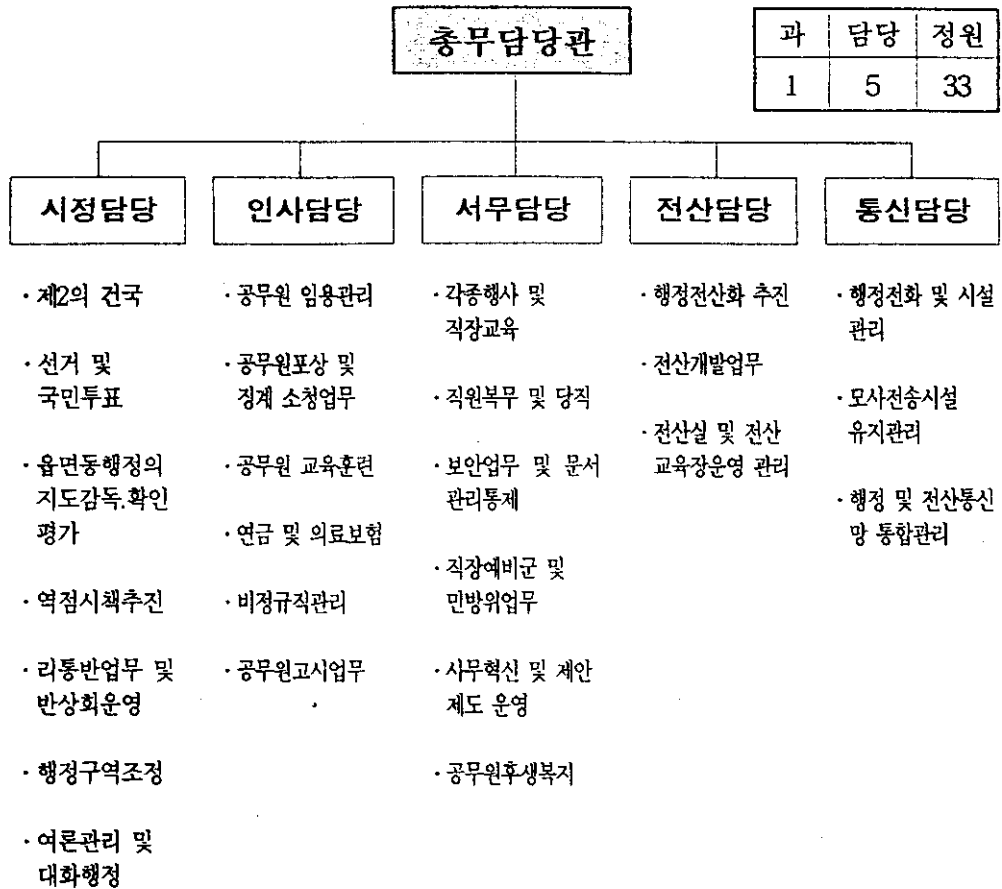 총무담당관
과 담당 정원
1 5 33
시정담당
· 제2의 건국
· 선거 및
국민투표
· 읍면동행정의
지도감독.확인
평가
· 역점시책추진
· 리통반업무 및
반상회운영
· 행정구역조정
· 여론관리 및
대화행정
인사담당
· 공무원 임용관리
· 공무원포상 및
징계 소청업무
· 공무원 교육훈련
· 연금 및 의료보험
· 비정규직관리
· 공무원고시업무
서무담당
· 각종행사 및
직장교육
· 직원복무 및 당직
· 보안업무 및 문서
관리통제
· 직장예비군 및
민방위업무
· 사무혁신 및 제안
제도 운영
· 공무원후생복지
전산담당
· 행정전산화 추진
· 전산개발업무
· 전산실 및 전산
교육장운영 관리
통신담당
· 행정전화 및 시설
관리
· 모사전송시설
유지관리
· 행정 및 전산통신
망 통합관리